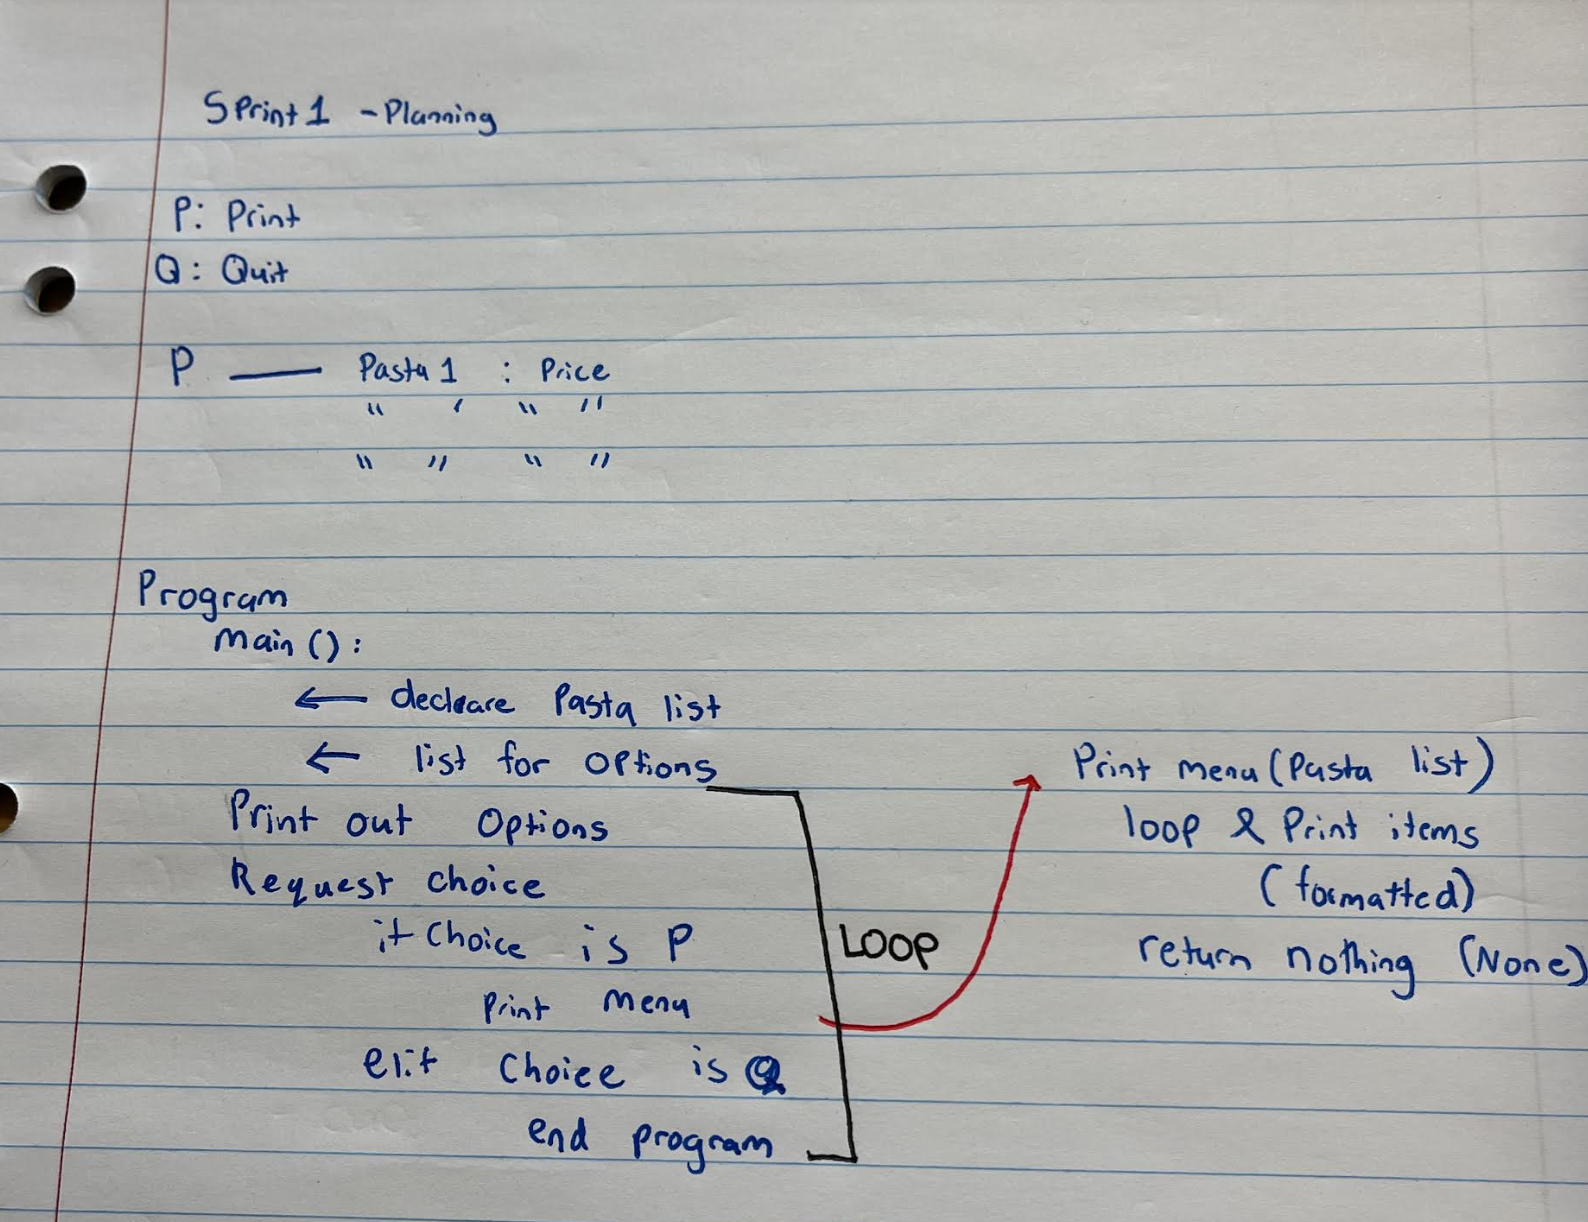 Sprint 1 - Planning
P: Print
Q: Quit
P — Pasta 1 : Price
" ' " "
" " " "
Program
main():
← decleare Pasta list
← list for options
Print out options
Request choice
if choice is P
Print menu
elif choice is Q
end program
LOOP
Print menu (Pasta list)
loop & Print items
(formatted)
return nothing (None)